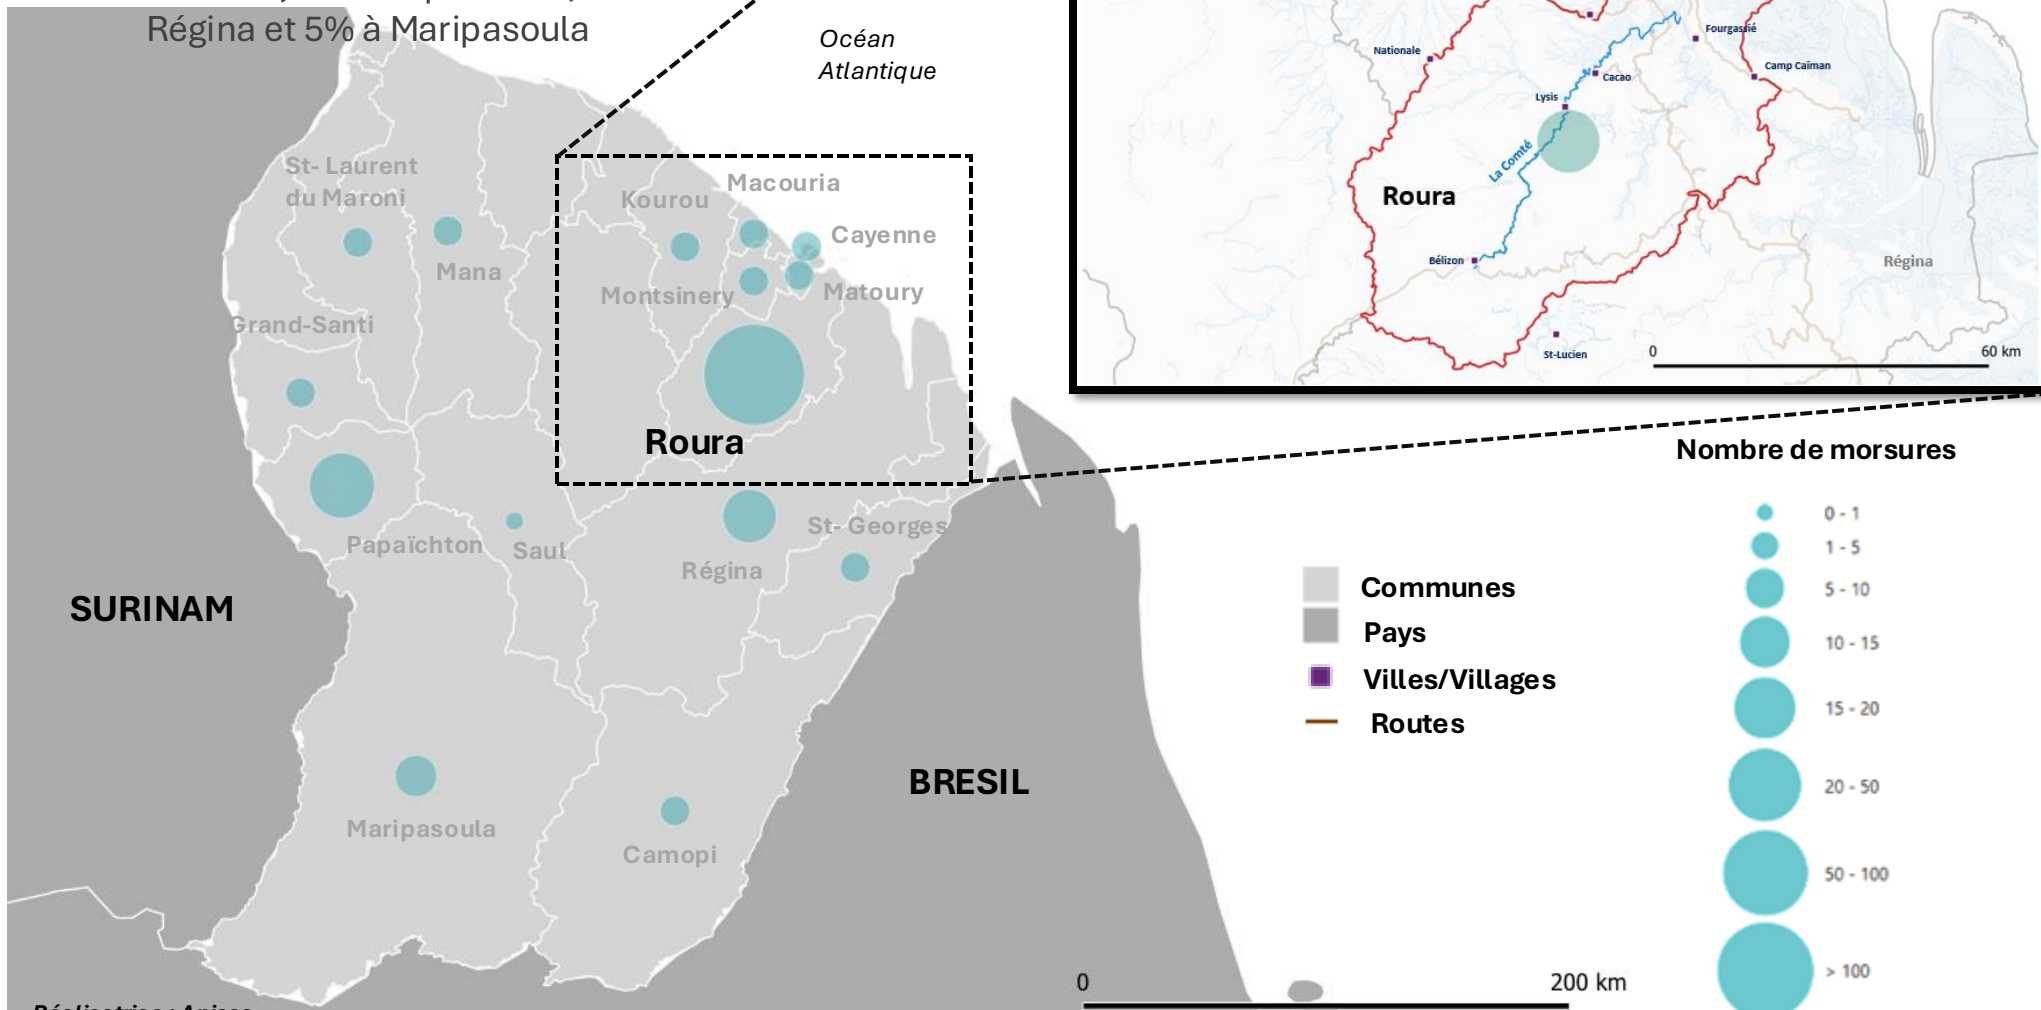 Régina et 5% à Maripasoula
Océan
Atlantique
St- Laurent
du Maroni
Mana
Kourou
Macouria
Cayenne
Montsinery
Matoury
Grand-Santi
Roura
Papaïchton
Saul
Régina
St- Georges
SURINAM
BRESIL
Maripasoula
Camopi
Nationale
Fourgassié
Cacao
Camp Caïman
Lysis
La Comté
Roura
Bélizon
Régina
St-Lucien
0
60 km
Nombre de morsures
0 - 1
1 - 5
5 - 10
10 - 15
15 - 20
20 - 50
50 - 100
> 100
Communes
Pays
Villes/Villages
Routes
0
200 km